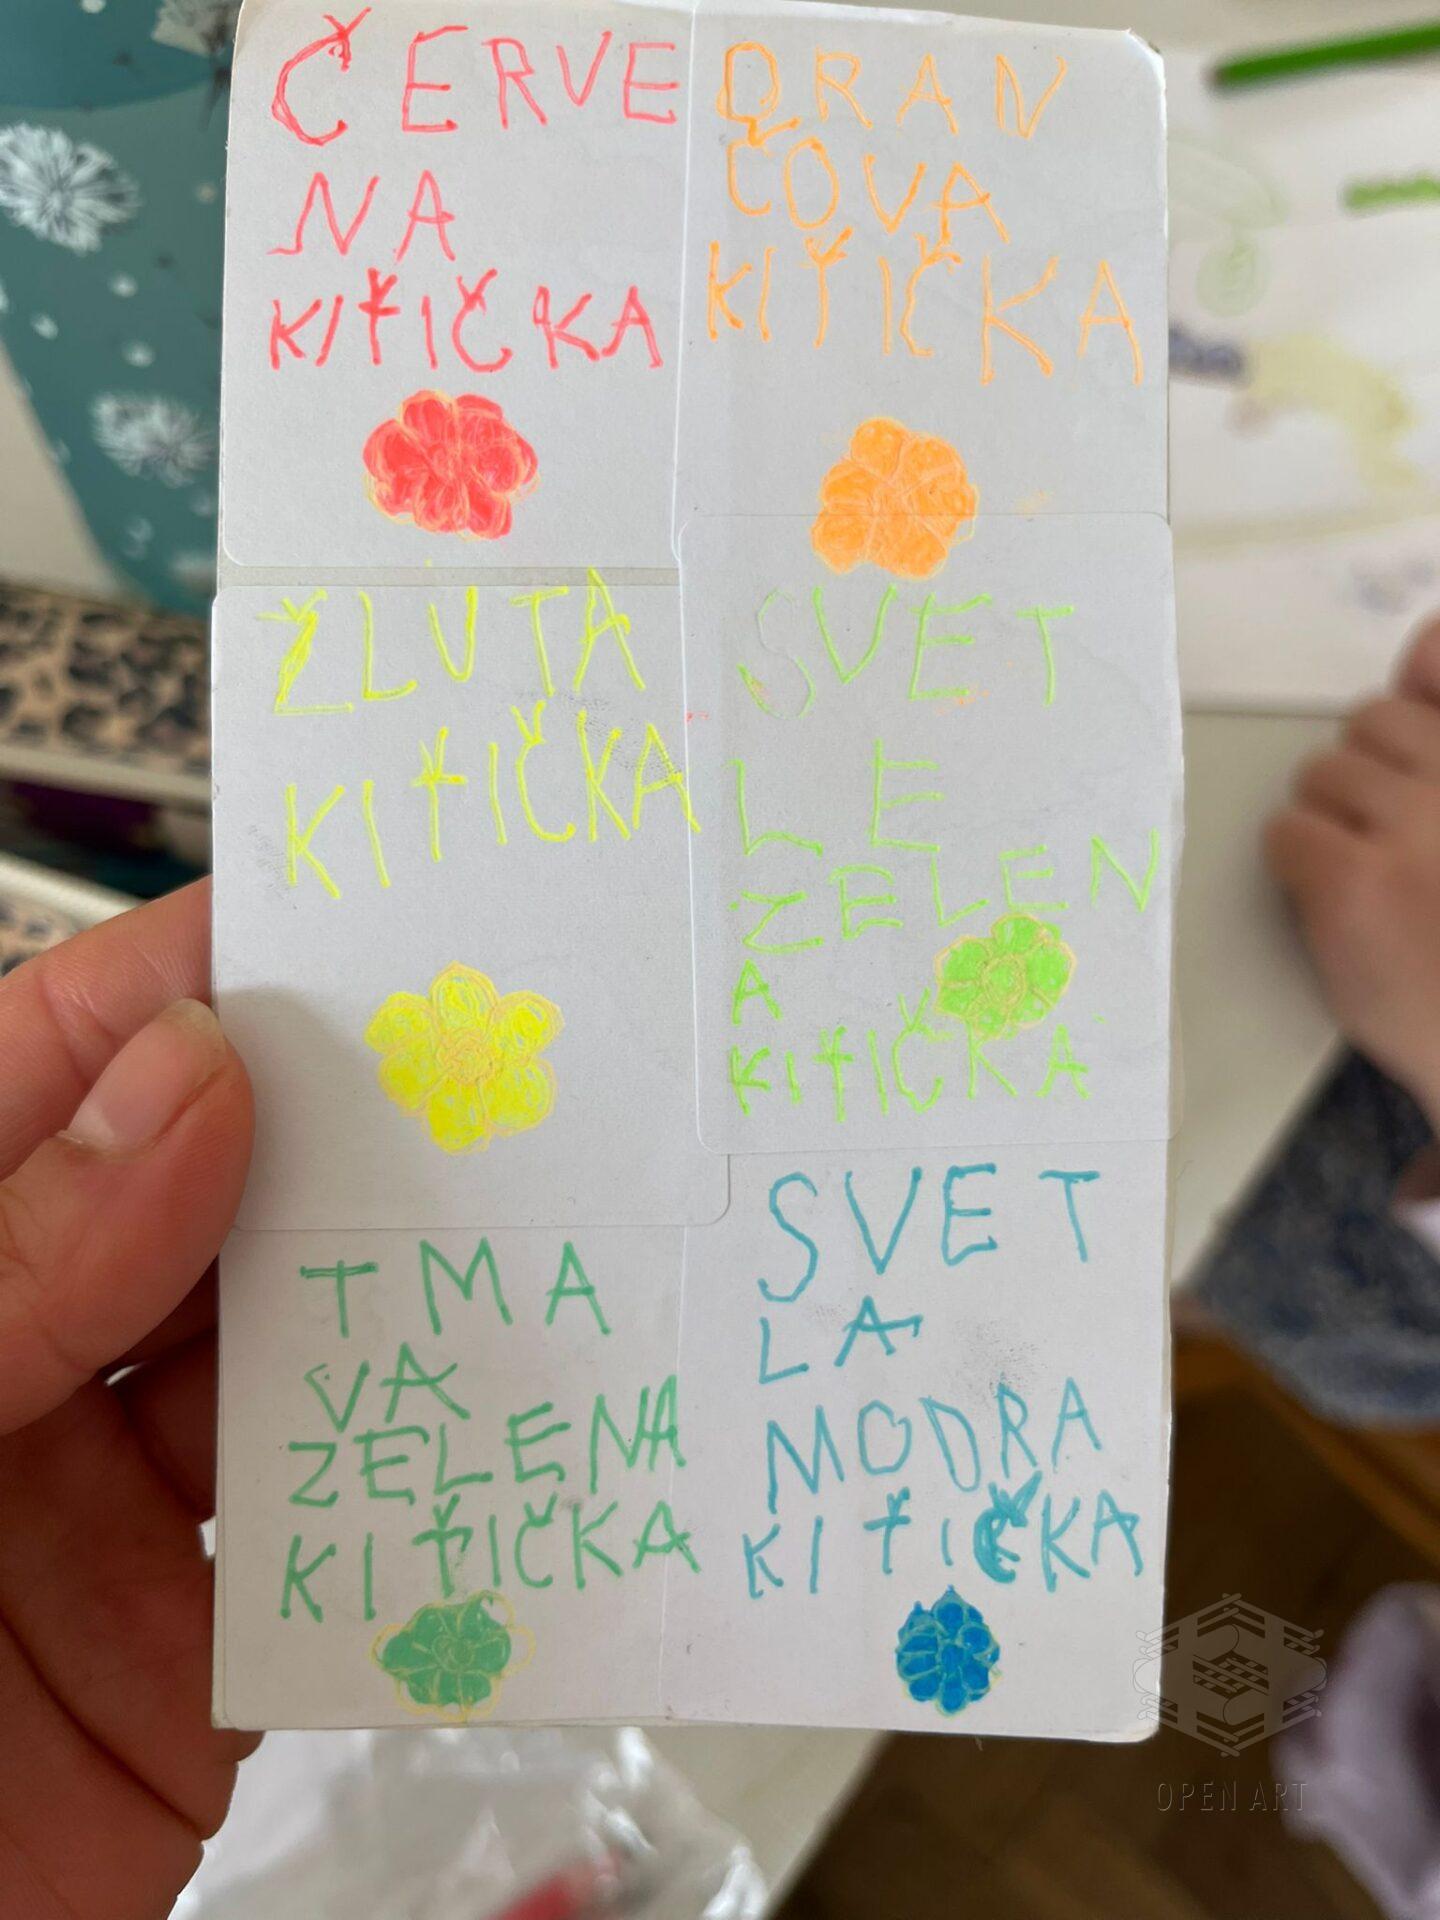 ČERVE
NA
KIŤIČKA
ORAN
ČOVA
KIŤIČKA
ŽLUTA
KIŤIČKA
SVET
LE
ZELEN
A
KIŤIČKA
TMA
VA
ZELENA
KIŤIČKA
SVET
LA
MODRA
KIŤIČKA
OPEN ART